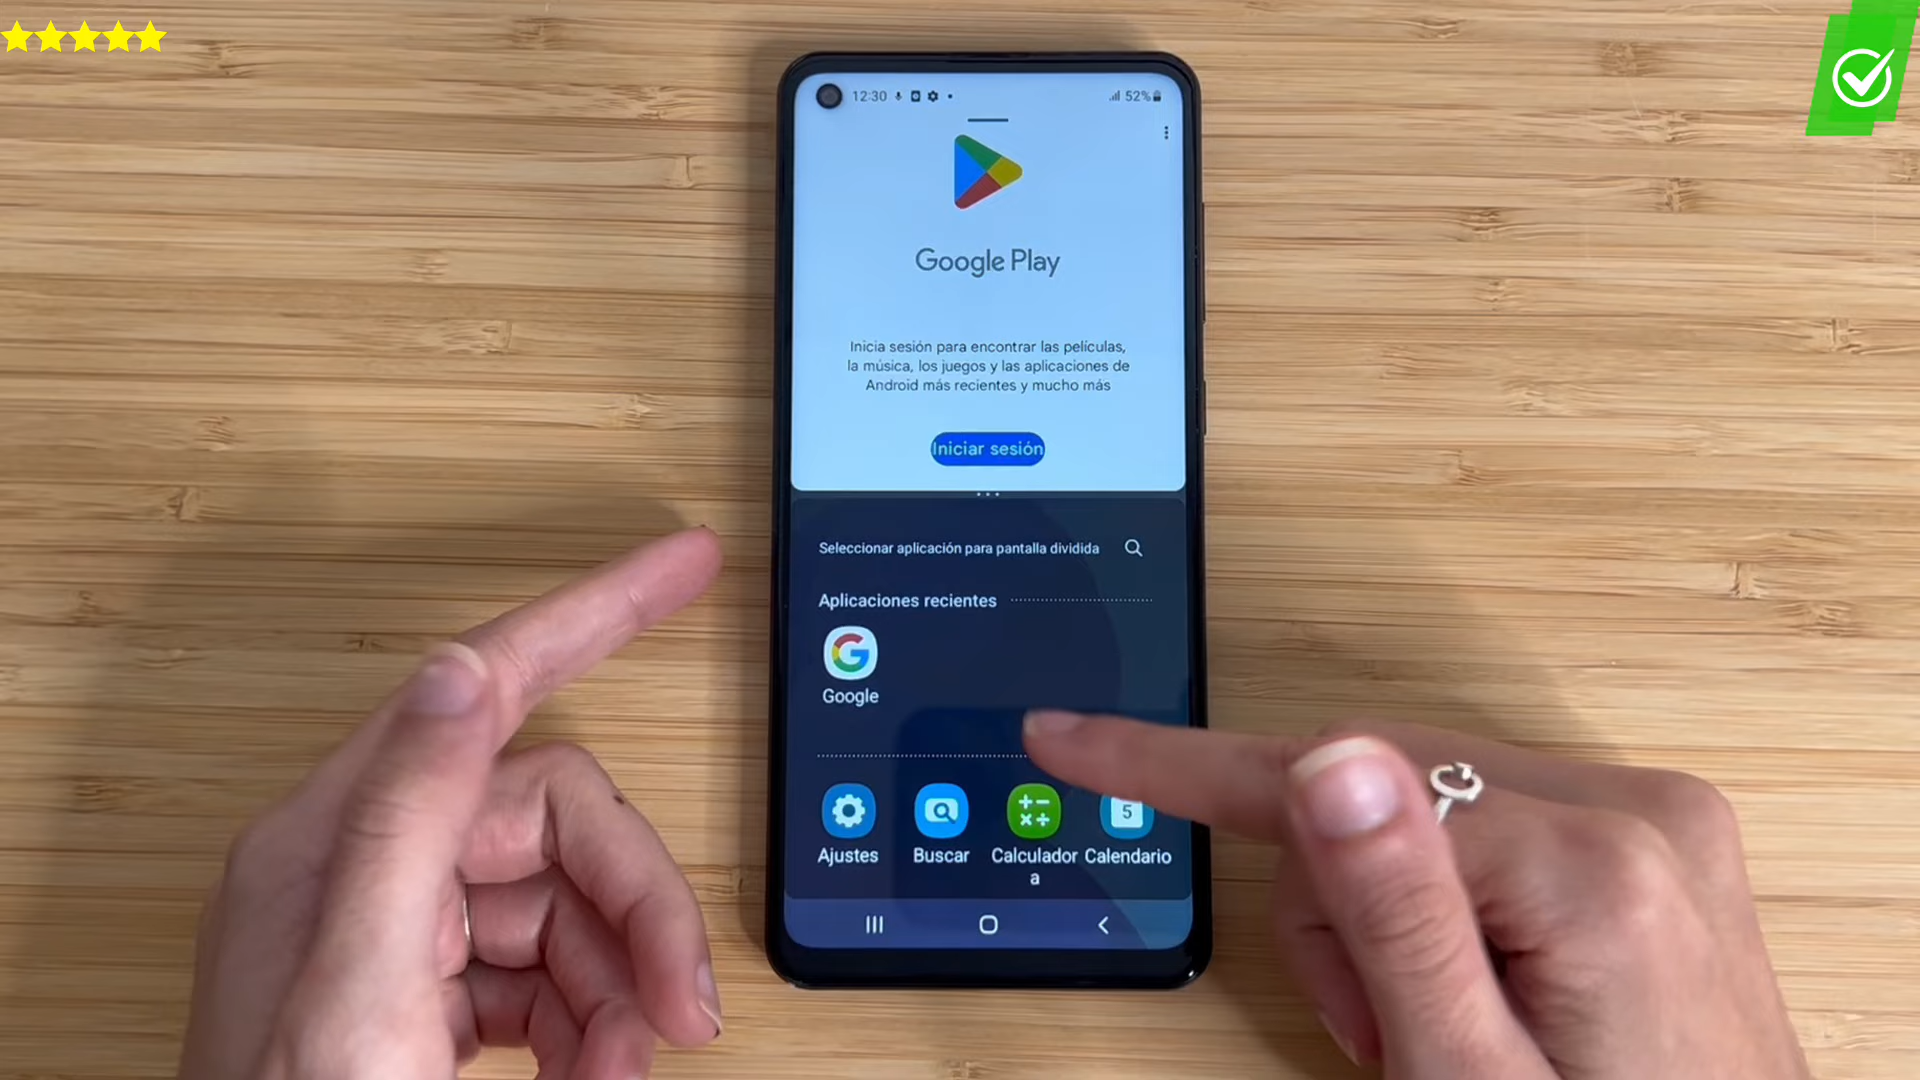 12:30
52%
Google Play
Inicia sesión para encontrar las películas,
la música, los juegos y las aplicaciones de
Android más recientes y mucho más
Iniciar sesión
Seleccionar aplicación para pantalla dividida
Aplicaciones recientes
Google
5
Ajustes
Buscar
Calculador
a
Calendario